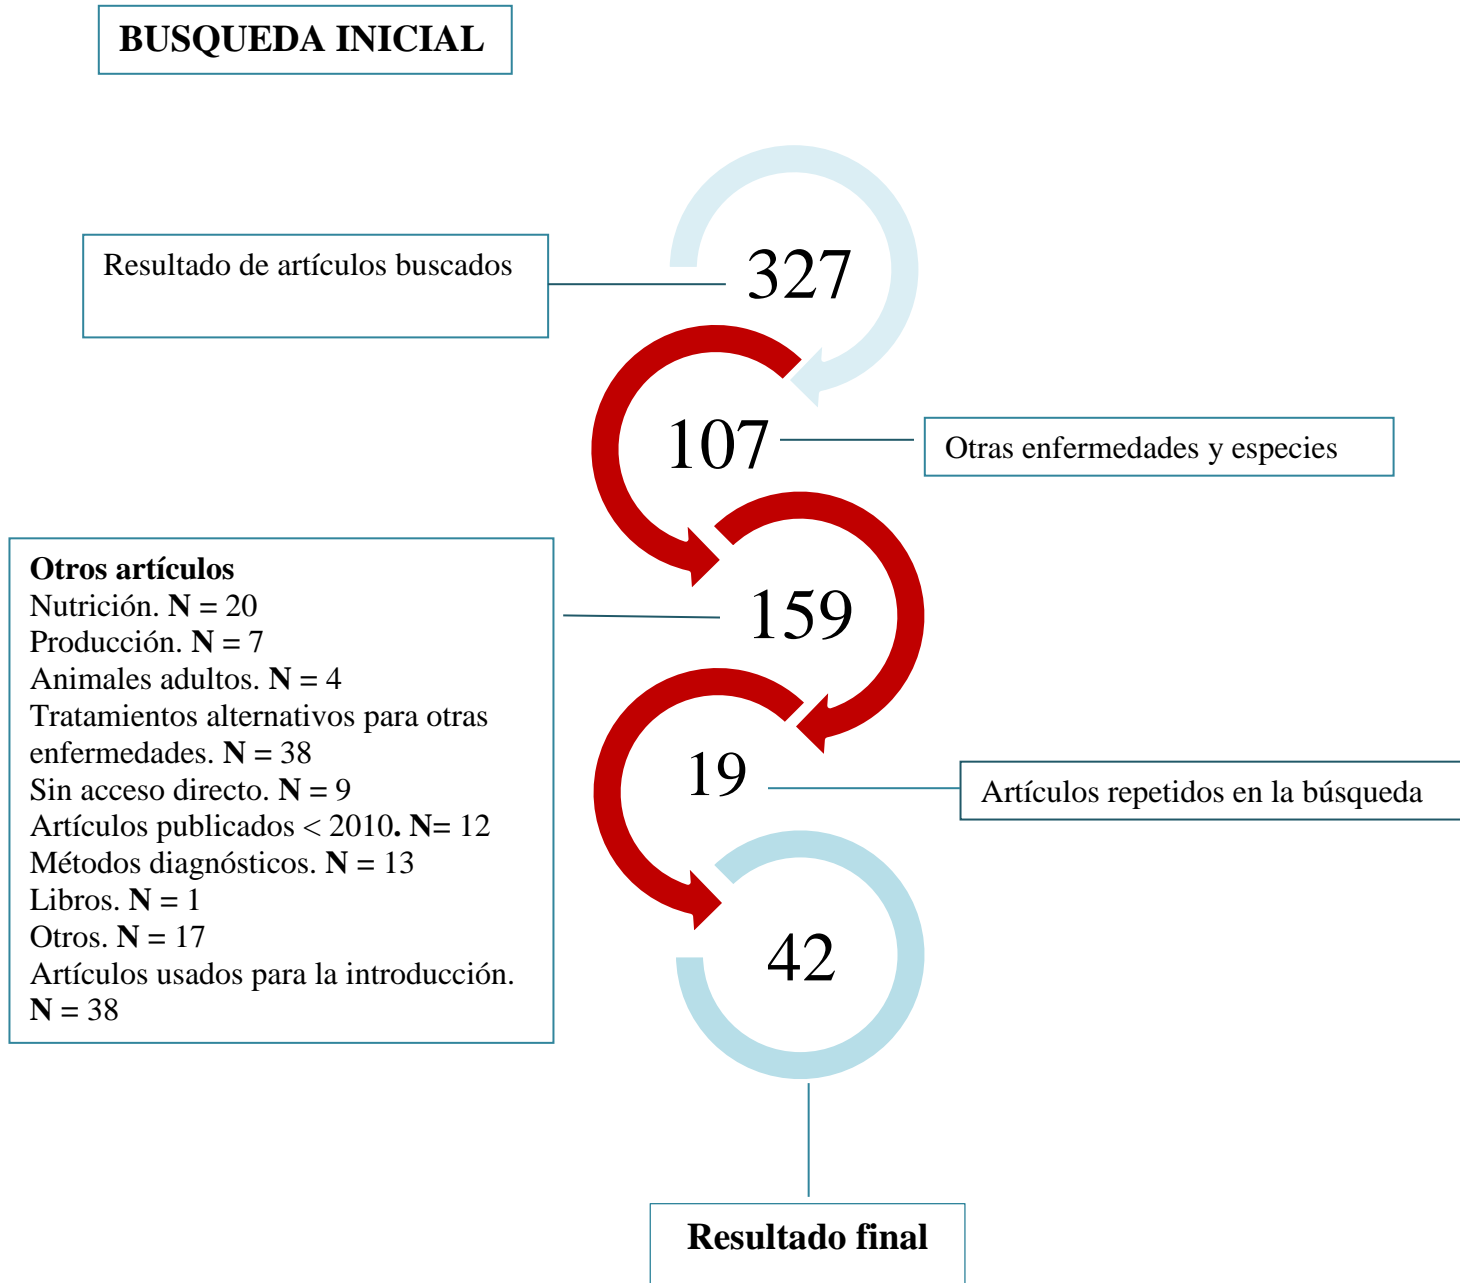 BUSQUEDA INICIAL
Resultado de artículos buscados
327
107
Otras enfermedades y especies
Otros artículos
Nutrición. N = 20
Producción. N = 7
Animales adultos. N = 4
Tratamientos alternativos para otras
enfermedades. N = 38
Sin acceso directo. N = 9
Artículos publicados < 2010. N= 12
Métodos diagnósticos. N = 13
Libros. N = 1
Otros. N = 17
Artículos usados para la introducción.
N = 38
159
19
Artículos repetidos en la búsqueda
42
Resultado final